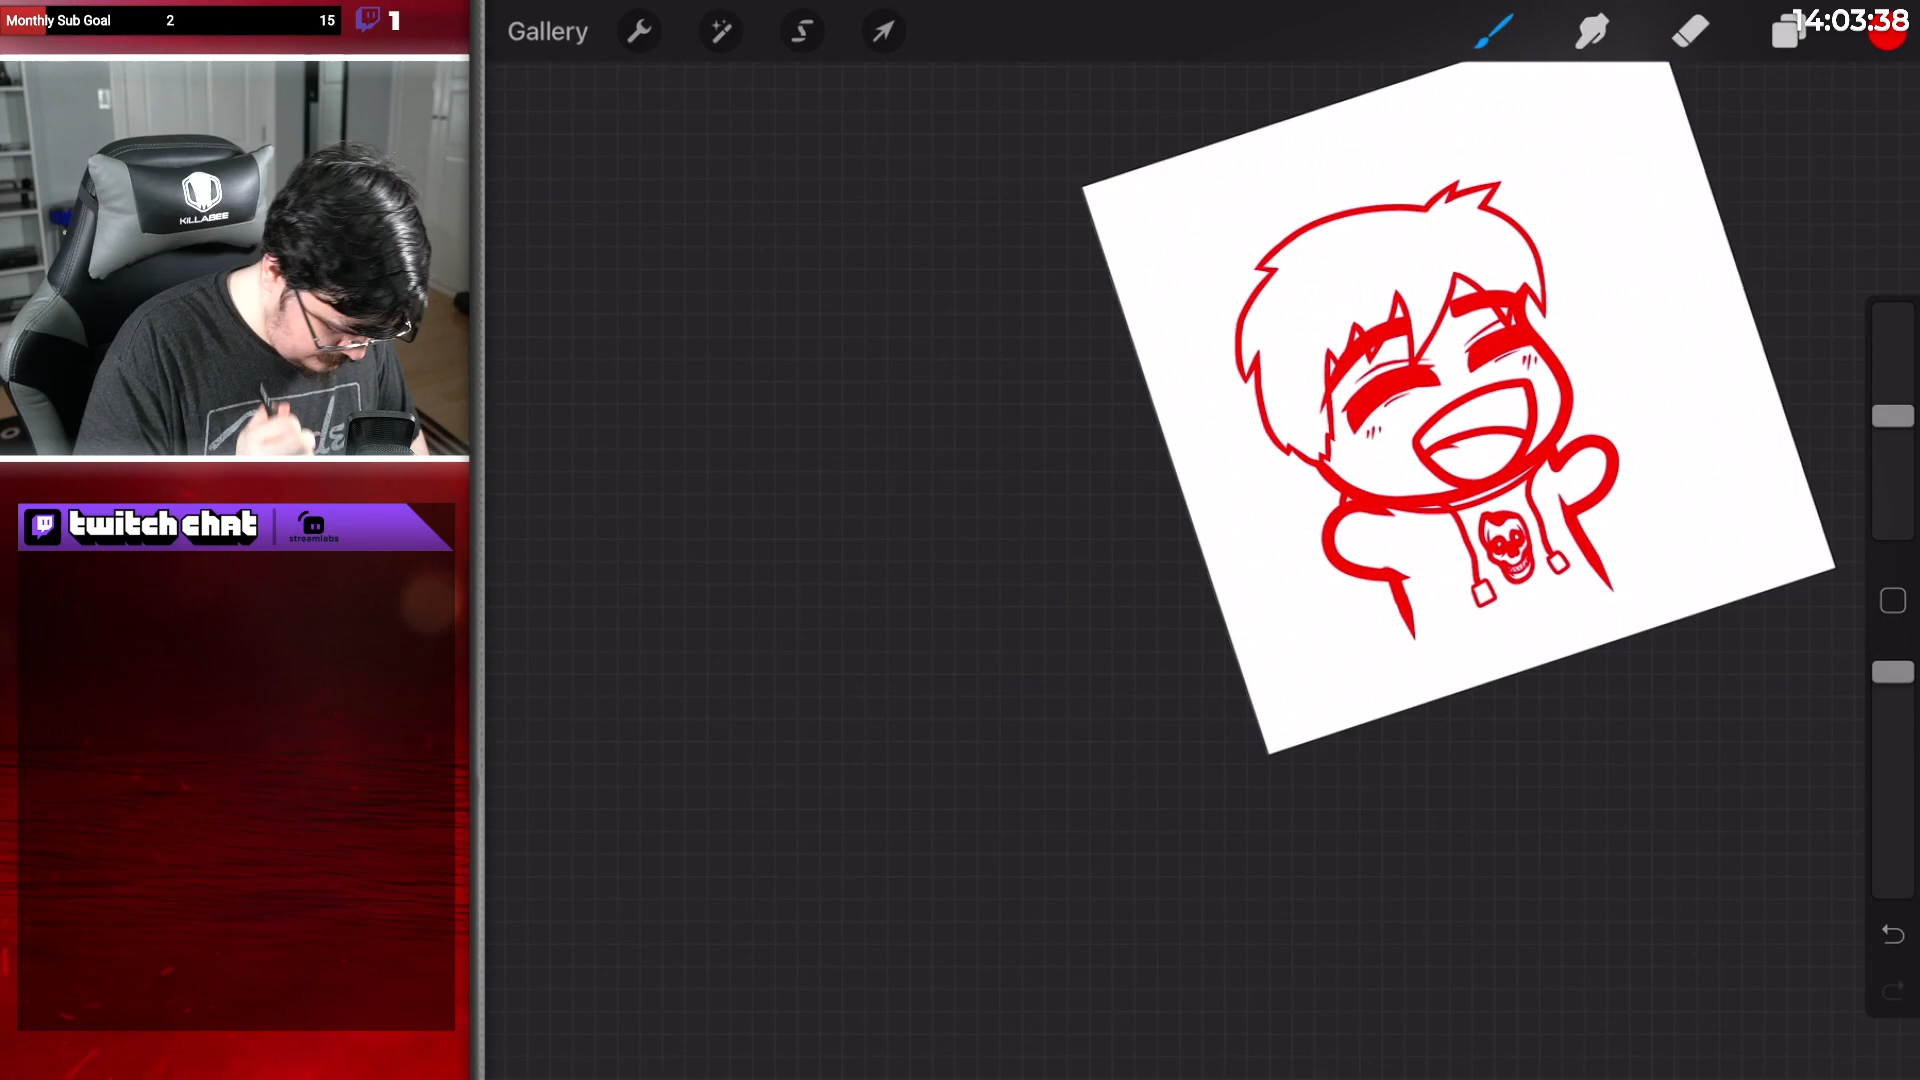 Monthly Sub Goal 2 15 1
Gallery
14:03:38
KILLABEE
twitch chat
streamlabs